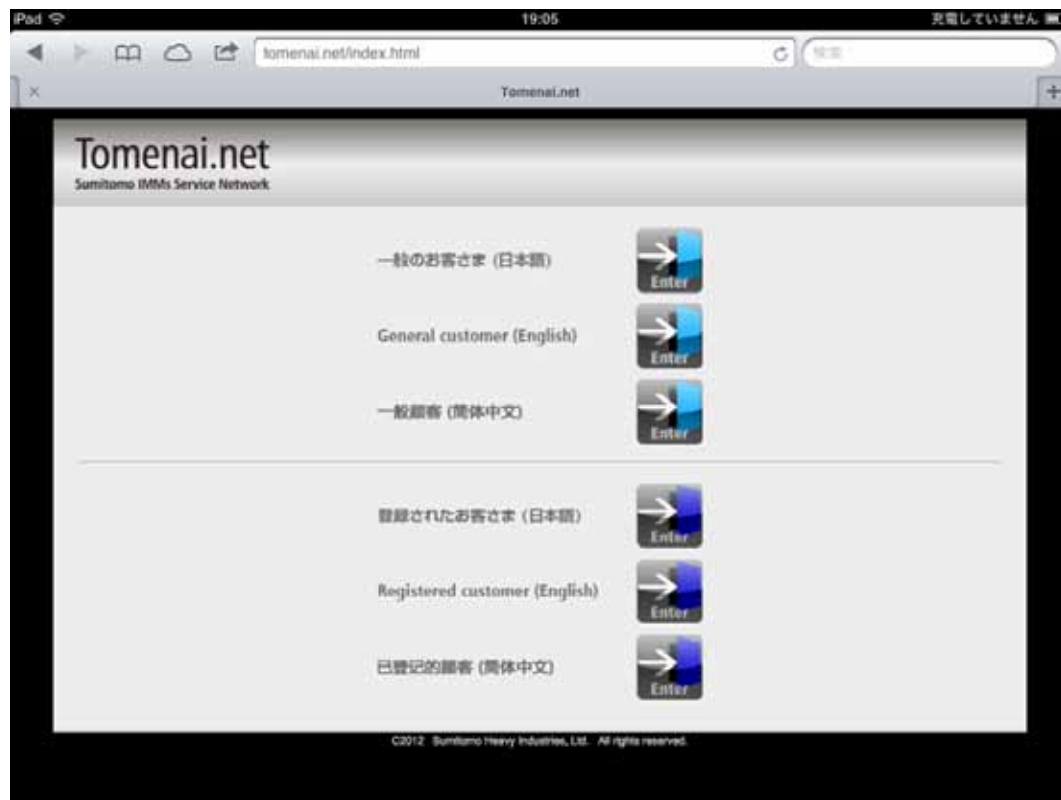 iPad
19:05
充電していません
tomenai.net/index.html
検索
Tomenai.net
Tomenai.net
Sumitomo IMMs Service Network
一般のお客さま (日本語)
Enter
General customer (English)
Enter
一般顧客 (简体中文)
Enter
登録されたお客さま (日本語)
Enter
Registered customer (English)
Enter
已登记的顾客 (简体中文)
Enter
C2012 Sumitomo Heavy Industries, Ltd. All rights reserved.